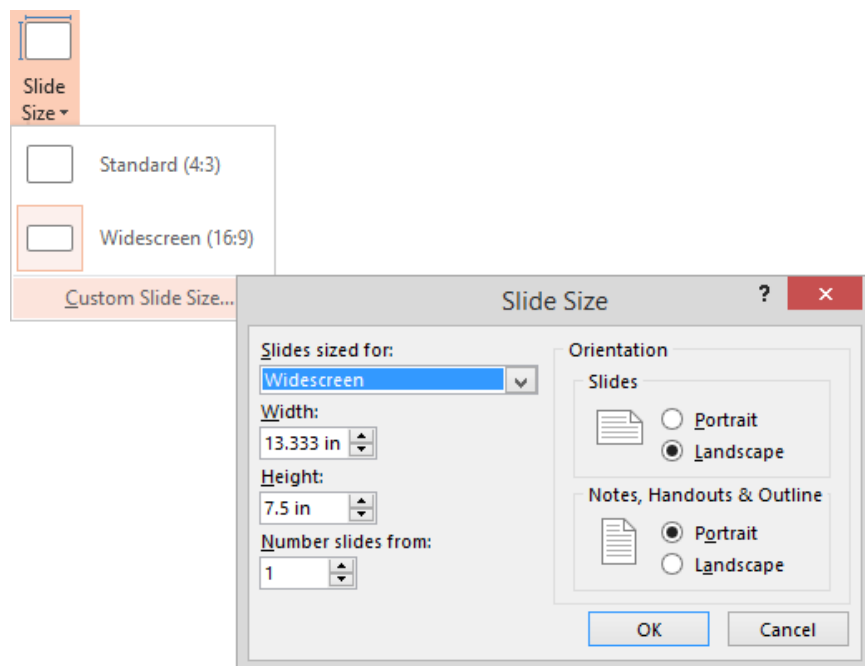 Slide
Size
Standard (4:3)
Widescreen (16:9)
Custom Slide Size...
Slide Size
?
Slides sized for:
Widescreen
Width:
13.333 in
Height:
7.5 in
Number slides from:
1
Orientation
Slides
Portrait
Landscape
Notes, Handouts & Outline
Portrait
Landscape
OK
Cancel